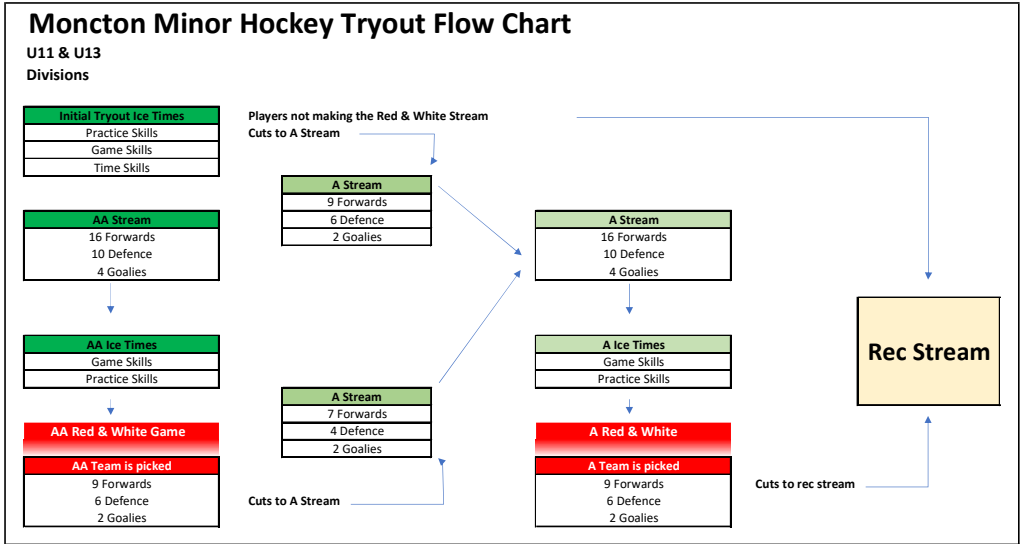 Moncton Minor Hockey Tryout Flow Chart
U11 & U13
Divisions
Initial Tryout Ice Times
Practice Skills
Game Skills
Time Skills
AA Stream
16 Forwards
10 Defence
4 Goalies
AA Ice Times
Game Skills
Practice Skills
AA Red & White Game
AA Team is picked
9 Forwards
6 Defence
2 Goalies
Players not making the Red & White Stream
Cuts to A Stream
A Stream
9 Forwards
6 Defence
2 Goalies
A Stream
7 Forwards
4 Defence
2 Goalies
Cuts to A Stream
A Stream
16 Forwards
10 Defence
4 Goalies
A Ice Times
Game Skills
Practice Skills
A Red & White
A Team is picked
9 Forwards
6 Defence
2 Goalies
Cuts to rec stream
Rec Stream